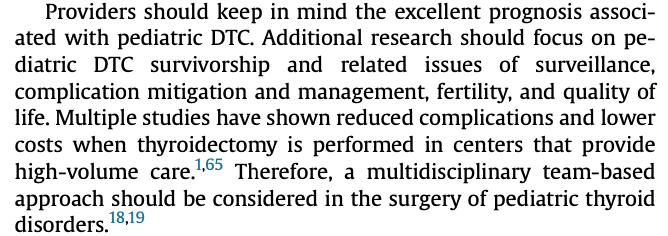 Providers should keep in mind the excellent prognosis associ-
ated with pediatric DTC. Additional research should focus on pe-
diatric DTC survivorship and related issues of surveillance,
complication mitigation and management, fertility, and quality of
life. Multiple studies have shown reduced complications and lower
costs when thyroidectomy is performed in centers that provide
high-volume care.1,65 Therefore, a multidisciplinary team-based
approach should be considered in the surgery of pediatric thyroid
disorders.18,19